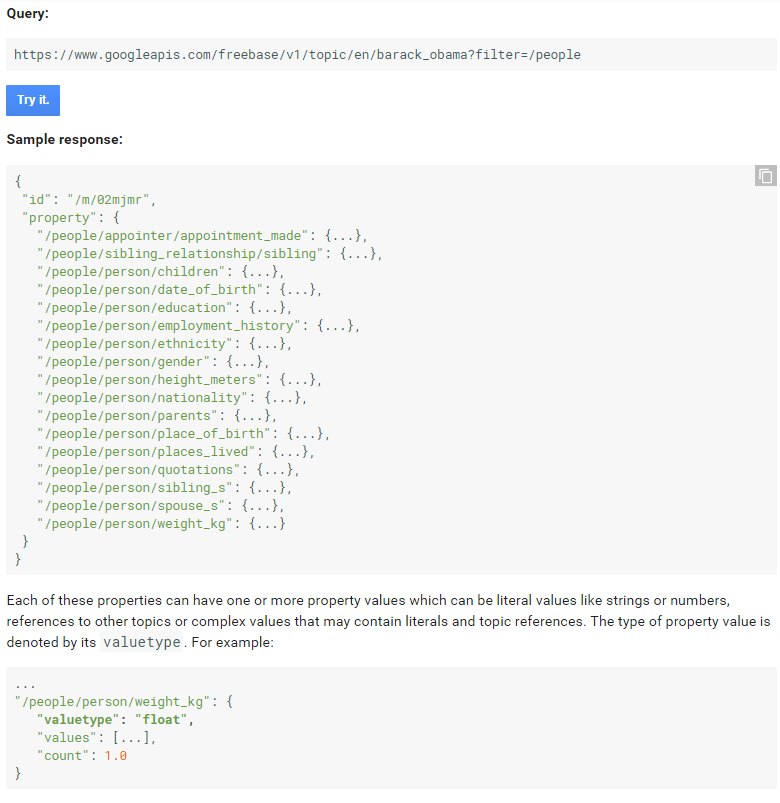 Query:
https://www.googleapis.com/freebase/v1/topic/en/barack_obama?filter=/people
Try it.
Sample response:
{
"id": "/m/02mjmr",
"property": {
"/people/appointer/appointment_made": {...},
"/people/sibling_relationship/sibling": {...},
"/people/person/children": {...},
"/people/person/date_of_birth": {...},
"/people/person/education": {...},
"/people/person/employment_history": {...},
"/people/person/ethnicity": {...},
"/people/person/gender": {...},
"/people/person/height_meters": {...},
"/people/person/nationality": {...},
"/people/person/parents": {...},
"/people/person/place_of_birth": {...},
"/people/person/places_lived": {...},
"/people/person/quotations": {...},
"/people/person/sibling_s": {...},
"/people/person/spouse_s": {...},
"/people/person/weight_kg": {...}
}
}
Each of these properties can have one or more property values which can be literal values like strings or numbers,
references to other topics or complex values that may contain literals and topic references. The type of property value is
denoted by its valuetype. For example:
...
"/people/person/weight_kg": {
"valuetype": "float",
"values": [...],
"count": 1.0
}